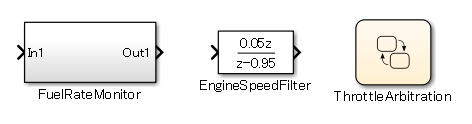 In1 Out1
FuelRateMonitor
0.05z
z-0.95
EngineSpeedFilter
ThrottleArbitration